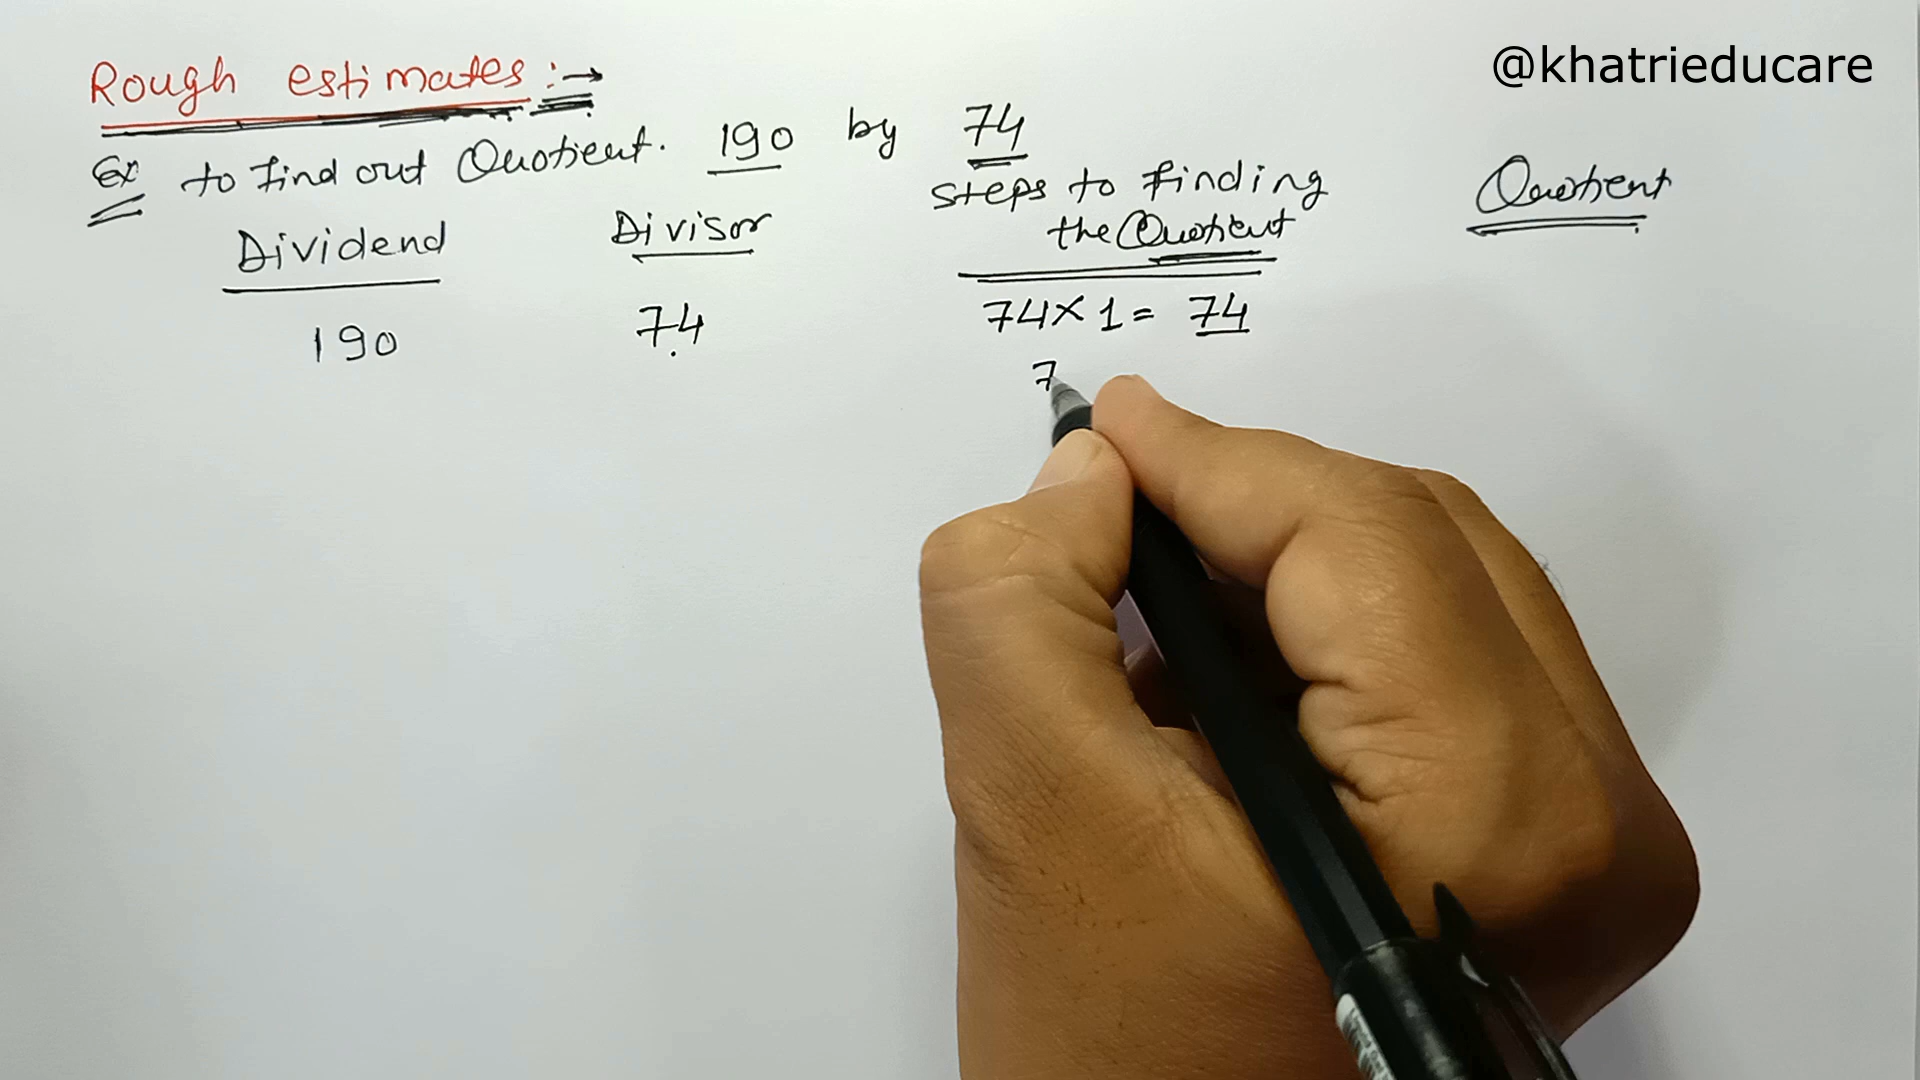 @khatrieducare
Rough estimates :→
Ex to find out Quotient. 190 by 74
Dividend Divisor steps to finding the Quotient Quotient
190 74 74 × 1 = 74
7